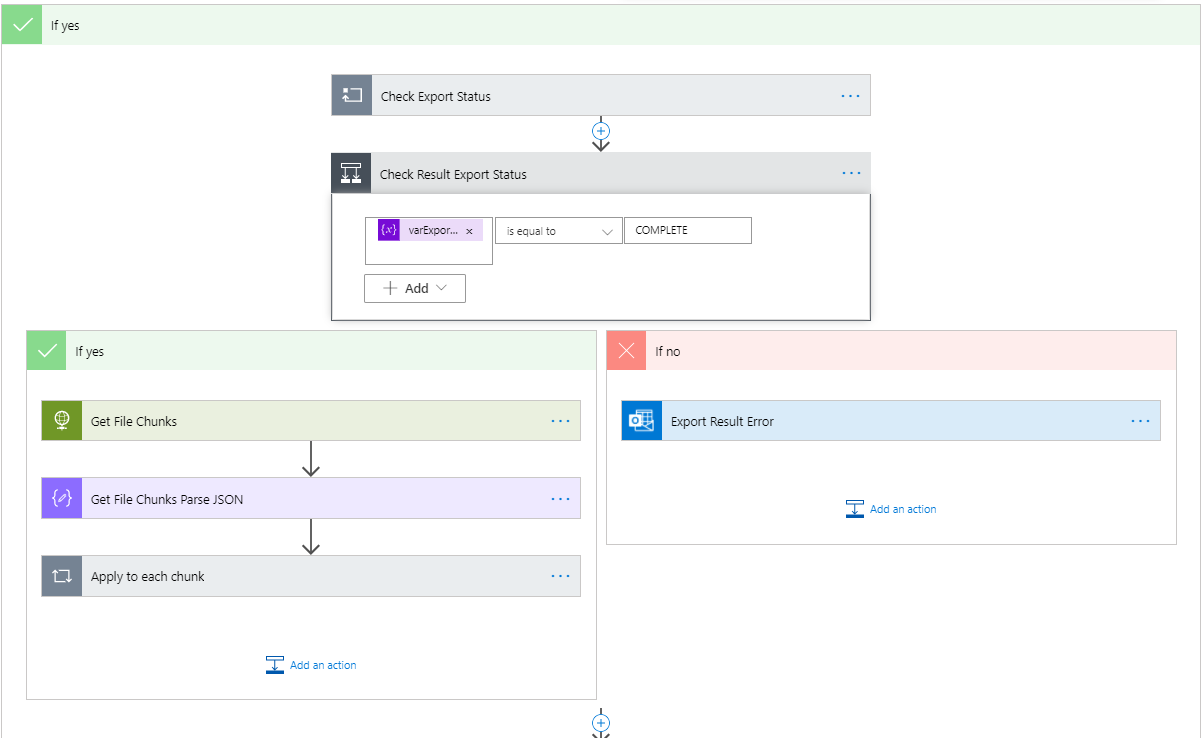 If yes
Check Export Status
Check Result Export Status
{x} varExpor... × is equal to COMPLETE
+ Add
If yes
If no
Get File Chunks
Export Result Error
Get File Chunks Parse JSON
Add an action
Apply to each chunk
Add an action